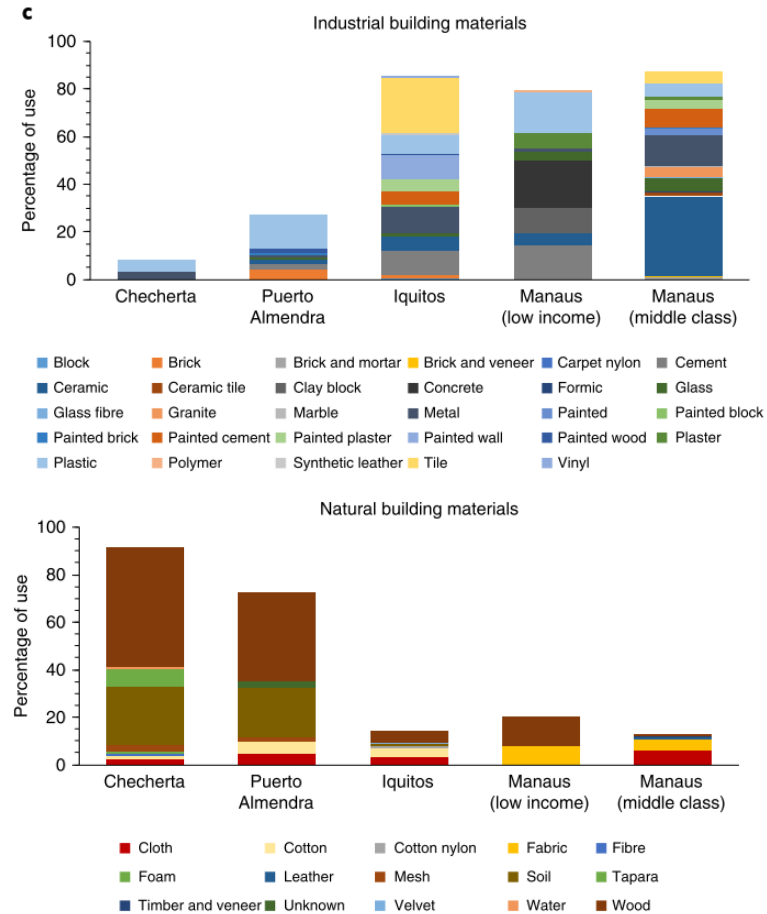 c
Industrial building materials
Percentage of use
100
80
60
40
20
0
Checherta
Puerto Almendra
Iquitos
Manaus (low income)
Manaus (middle class)
Block Brick Brick and mortar Brick and veneer Carpet nylon Cement
Ceramic Ceramic tile Clay block Concrete Formic Glass
Glass fibre Granite Marble Metal Painted Painted block
Painted brick Painted cement Painted plaster Painted wall Painted wood Plaster
Plastic Polymer Synthetic leather Tile Vinyl
Natural building materials
Percentage of use
100
80
60
40
20
0
Checherta
Puerto Almendra
Iquitos
Manaus (low income)
Manaus (middle class)
Cloth Cotton Cotton nylon Fabric Fibre
Foam Leather Mesh Soil Tapara
Timber and veneer Unknown Velvet Water Wood